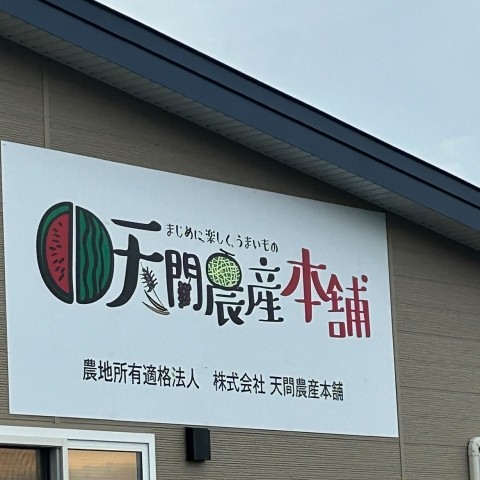 まじめに楽しく、うまいもの
天間農産本舗
農地所有適格法人 株式会社 天間農産本舗